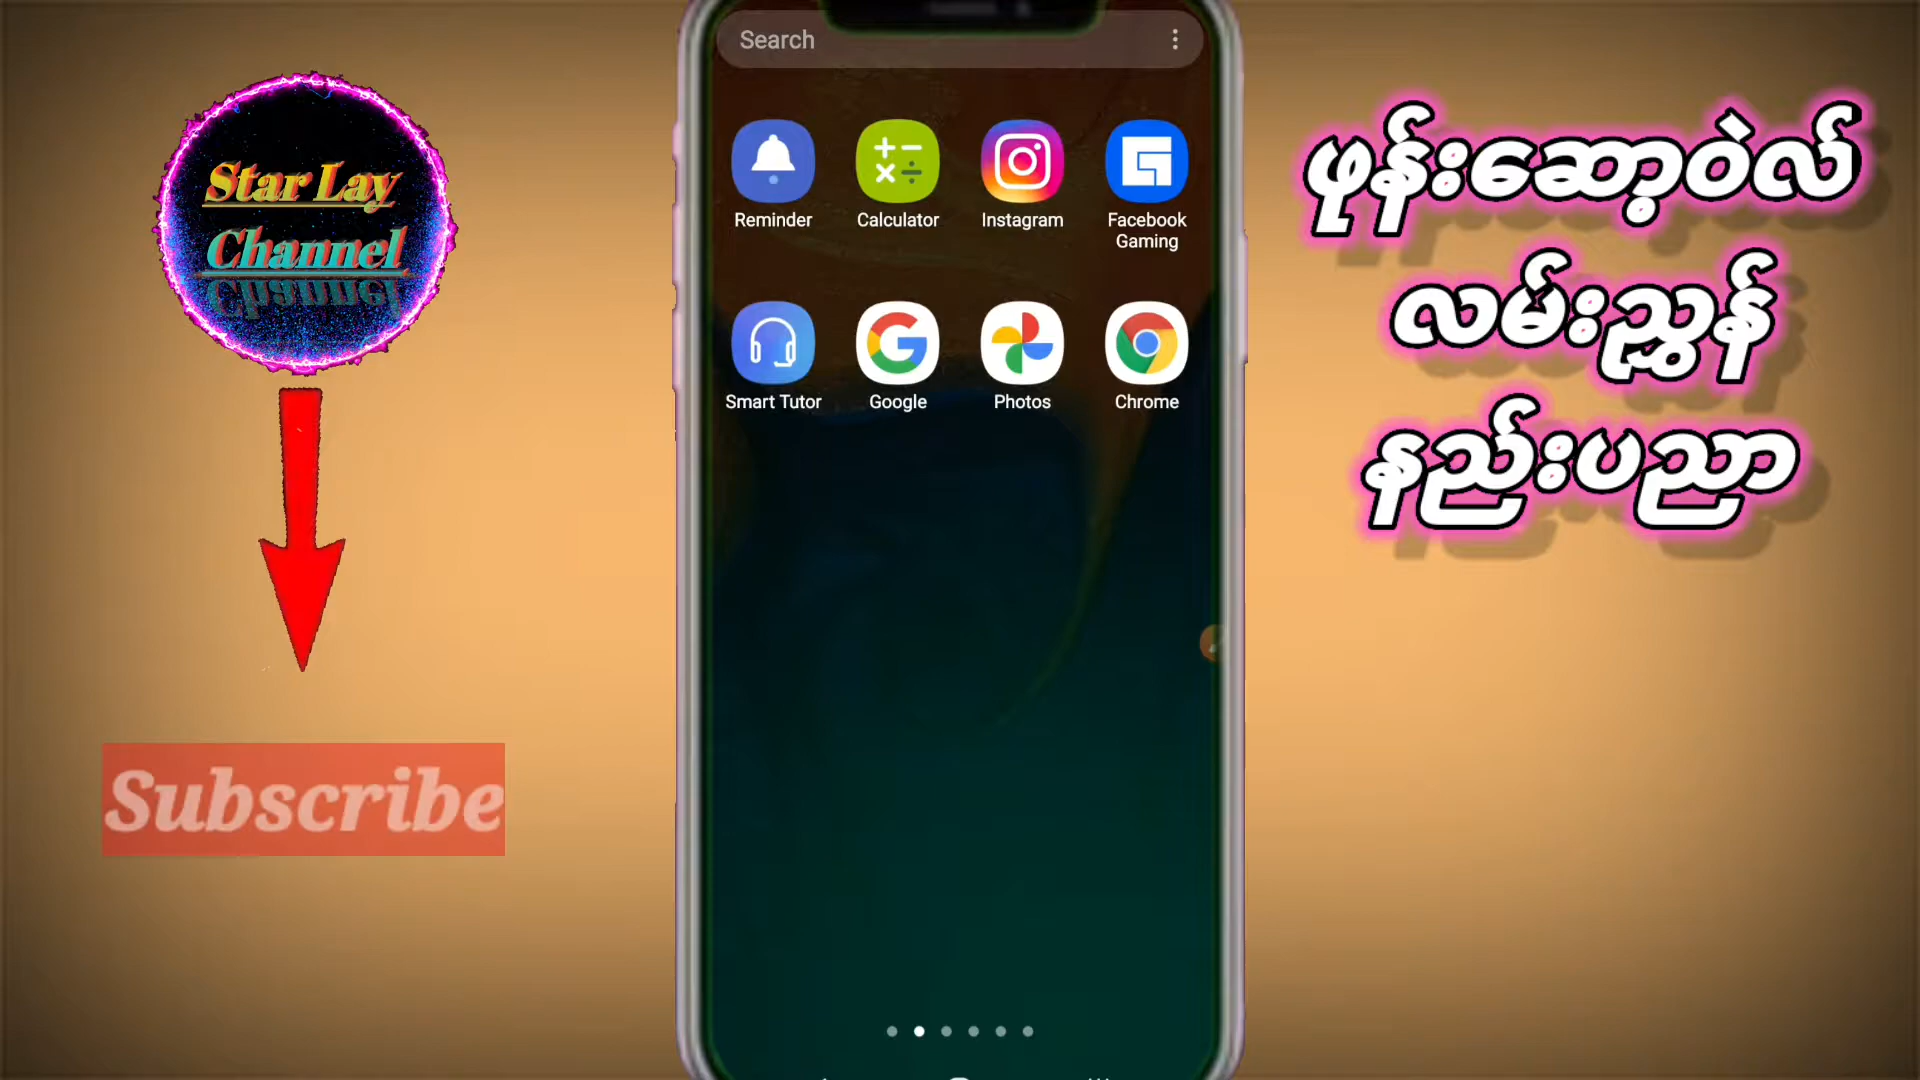 Star Lay
Channel
Subscribe
Search
Reminder
Calculator
Instagram
Facebook
Gaming
Smart Tutor
Google
Photos
Chrome
ဖုန်းဆော့ဝဲလ်
လမ်းညွှန်
နည်းပညာ